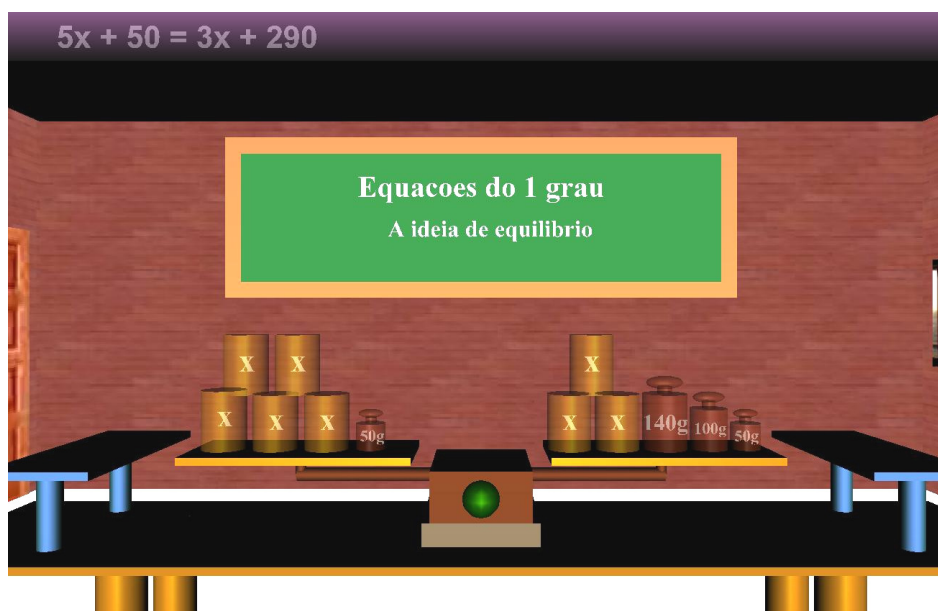 5x + 50 = 3x + 290
Equacoes do 1 grau
A ideia de equilibrio
X X
X X X 50g
X
X X 140g 100g 50g